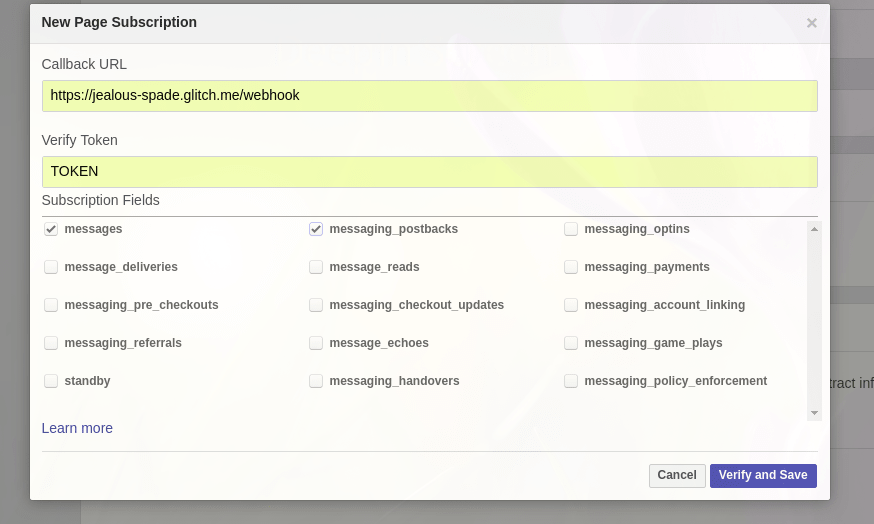 New Page Subscription
×
Callback URL
https://jealous-spade.glitch.me/webhook
Verify Token
TOKEN
Subscription Fields
messages messaging_postbacks messaging_optins
message_deliveries message_reads messaging_payments
messaging_pre_checkouts messaging_checkout_updates messaging_account_linking
messaging_referrals message_echoes messaging_game_plays
standby messaging_handovers messaging_policy_enforcement
tract inf
Learn more
Cancel Verify and Save